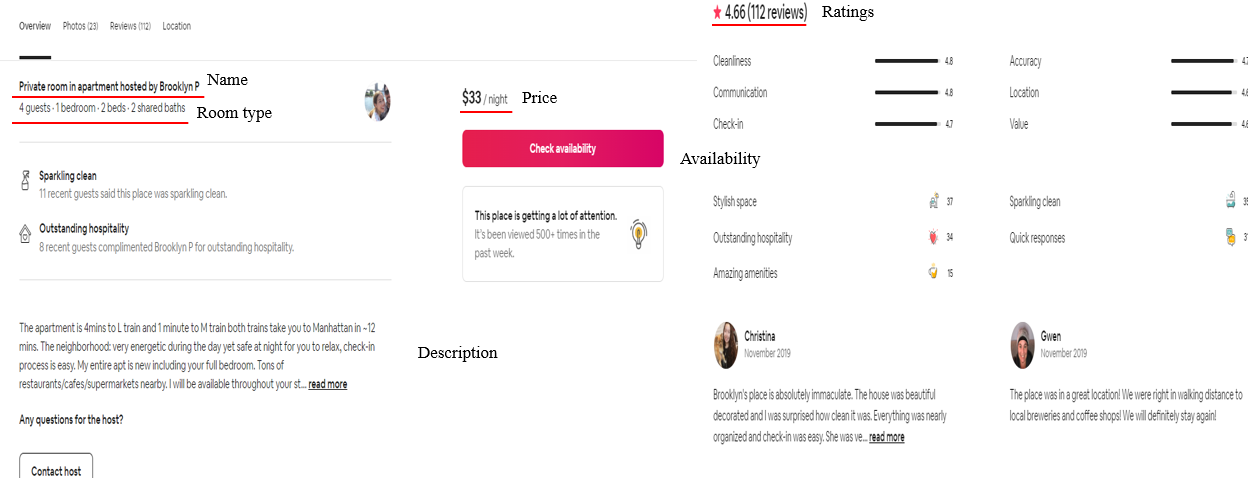 Overview Photos (23) Reviews (112) Location
Private room in apartment hosted by Brooklyn P Name
4 guests · 1 bedroom · 2 beds · 2 shared baths Room type
Sparkling clean
11 recent guests said this place was sparkling clean.
Outstanding hospitality
8 recent guests complimented Brooklyn P for outstanding hospitality.
The apartment is 4mins to L train and 1 minute to M train both trains take you to Manhattan in ~12
mins. The neighborhood: very energetic during the day yet safe at night for you to relax, check-in
process is easy. My entire apt is new including your full bedroom. Tons of
restaurants/cafes/supermarkets nearby. I will be available throughout your st... read more
Description
Any questions for the host?
Contact host
$33 / night Price
Check availability
Availability
This place is getting a lot of attention.
It's been viewed 500+ times in the
past week.
4.66 (112 reviews) Ratings
Cleanliness 4.8
Accuracy
Communication 4.8
Location
Check-in 4.7
Value
Stylish space 37
Sparkling clean
Outstanding hospitality 34
Quick responses
Amazing amenities 15
Christina
November 2019
Brooklyn's place is absolutely immaculate. The house was beautiful
decorated and I was surprised how clean it was. Everything was nearly
organized and check-in was easy. She was ve... read more
Gwen
November 2019
The place was in a great location! We were right in walking distance to
local breweries and coffee shops! We will definitely stay again!